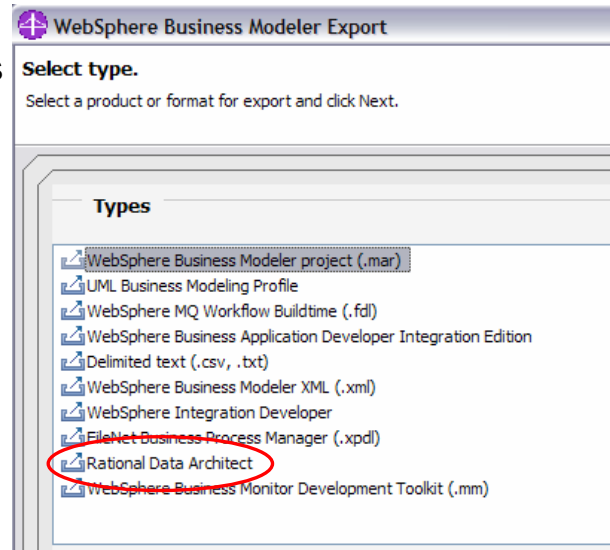 WebSphere Business Modeler Export
s
Select type.
Select a product or format for export and click Next.
Types
WebSphere Business Modeler project (.mar)
UML Business Modeling Profile
WebSphere MQ Workflow Buildtime (.fdl)
WebSphere Business Application Developer Integration Edition
Delimited text (.csv, .txt)
WebSphere Business Modeler XML (.xml)
WebSphere Integration Developer
FileNet Business Process Manager (.xpdl)
Rational Data Architect
WebSphere Business Monitor Development Toolkit (.mm)